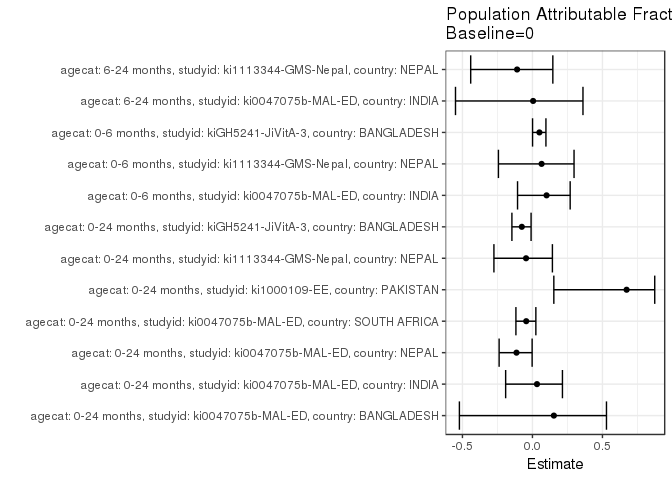 Population Attributable Fract
Baseline=0
agecat: 6-24 months, studyid: ki1113344-GMS-Nepal, country: NEPAL
agecat: 6-24 months, studyid: ki0047075b-MAL-ED, country: INDIA
agecat: 0-6 months, studyid: kiGH5241-JiVitA-3, country: BANGLADESH
agecat: 0-6 months, studyid: ki1113344-GMS-Nepal, country: NEPAL
agecat: 0-6 months, studyid: ki0047075b-MAL-ED, country: INDIA
agecat: 0-24 months, studyid: kiGH5241-JiVitA-3, country: BANGLADESH
agecat: 0-24 months, studyid: ki1113344-GMS-Nepal, country: NEPAL
agecat: 0-24 months, studyid: ki1000109-EE, country: PAKISTAN
agecat: 0-24 months, studyid: ki0047075b-MAL-ED, country: SOUTH AFRICA
agecat: 0-24 months, studyid: ki0047075b-MAL-ED, country: NEPAL
agecat: 0-24 months, studyid: ki0047075b-MAL-ED, country: INDIA
agecat: 0-24 months, studyid: ki0047075b-MAL-ED, country: BANGLADESH
-0.5 0.0 0.5
Estimate